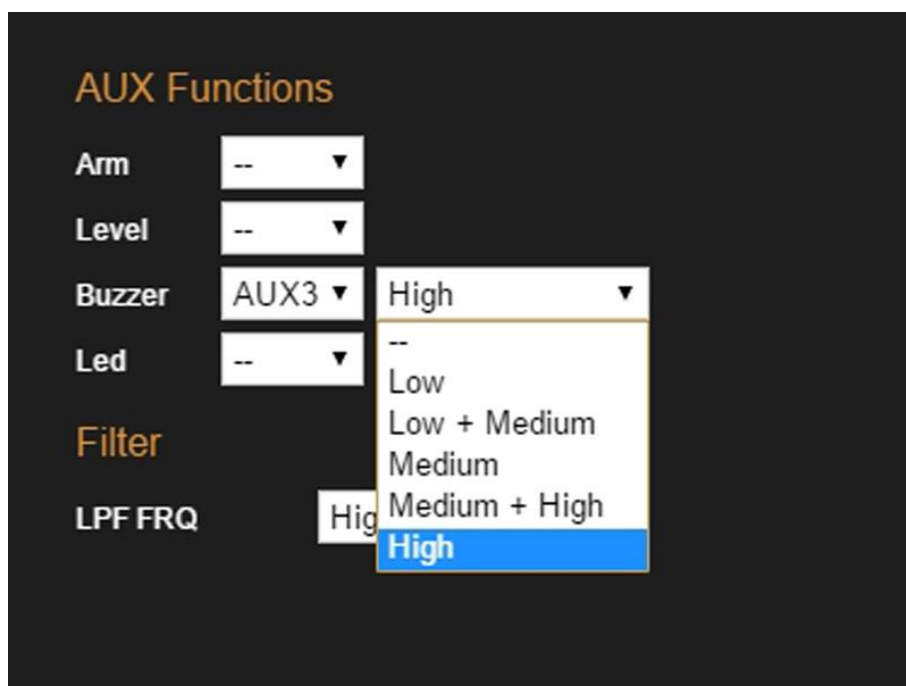 AUX Functions
Arm -- ▼
Level -- ▼
Buzzer AUX3 ▼ High ▼
--
Led -- ▼
Low
Low + Medium
Filter
Medium
Medium + High
LPF FRQ
High